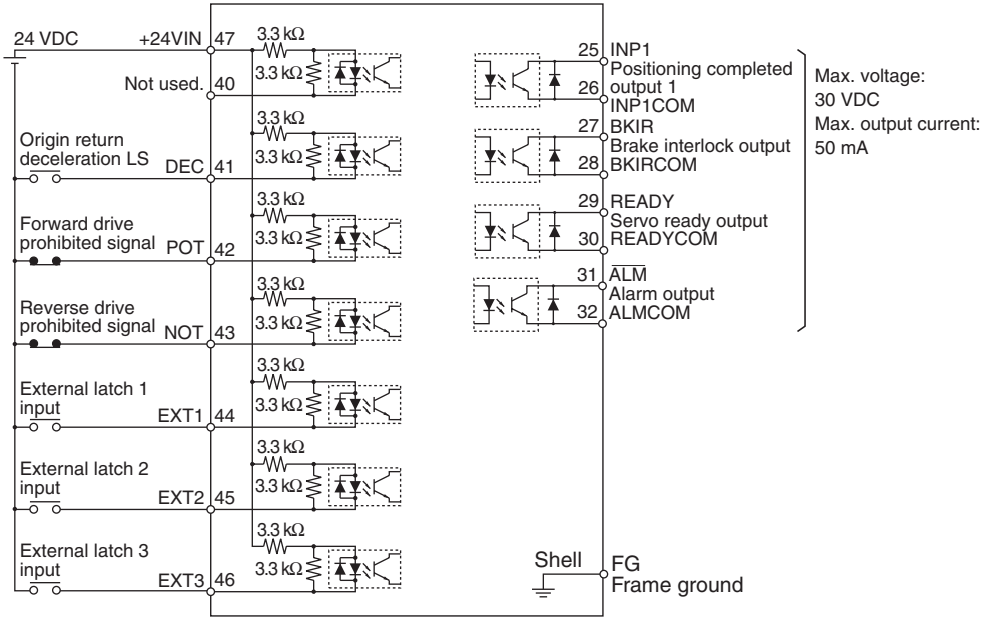 24 VDC
+24VIN 47
3.3 kΩ
3.3 kΩ
Not used. 40
Origin return
deceleration LS
DEC 41
3.3 kΩ
3.3 kΩ
Forward drive
prohibited signal
POT 42
3.3 kΩ
3.3 kΩ
Reverse drive
prohibited signal
NOT 43
3.3 kΩ
3.3 kΩ
External latch 1
input
EXT1 44
3.3 kΩ
3.3 kΩ
External latch 2
input
EXT2 45
3.3 kΩ
3.3 kΩ
External latch 3
input
EXT3 46
3.3 kΩ
3.3 kΩ
25 INP1
Positioning completed
output 1
26 INP1COM
27 BKIR
Brake interlock output
28 BKIRCOM
29 READY
Servo ready output
30 READYCOM
31 ALM
Alarm output
32 ALMCOM
Max. voltage:
30 VDC
Max. output current:
50 mA
Shell FG
Frame ground